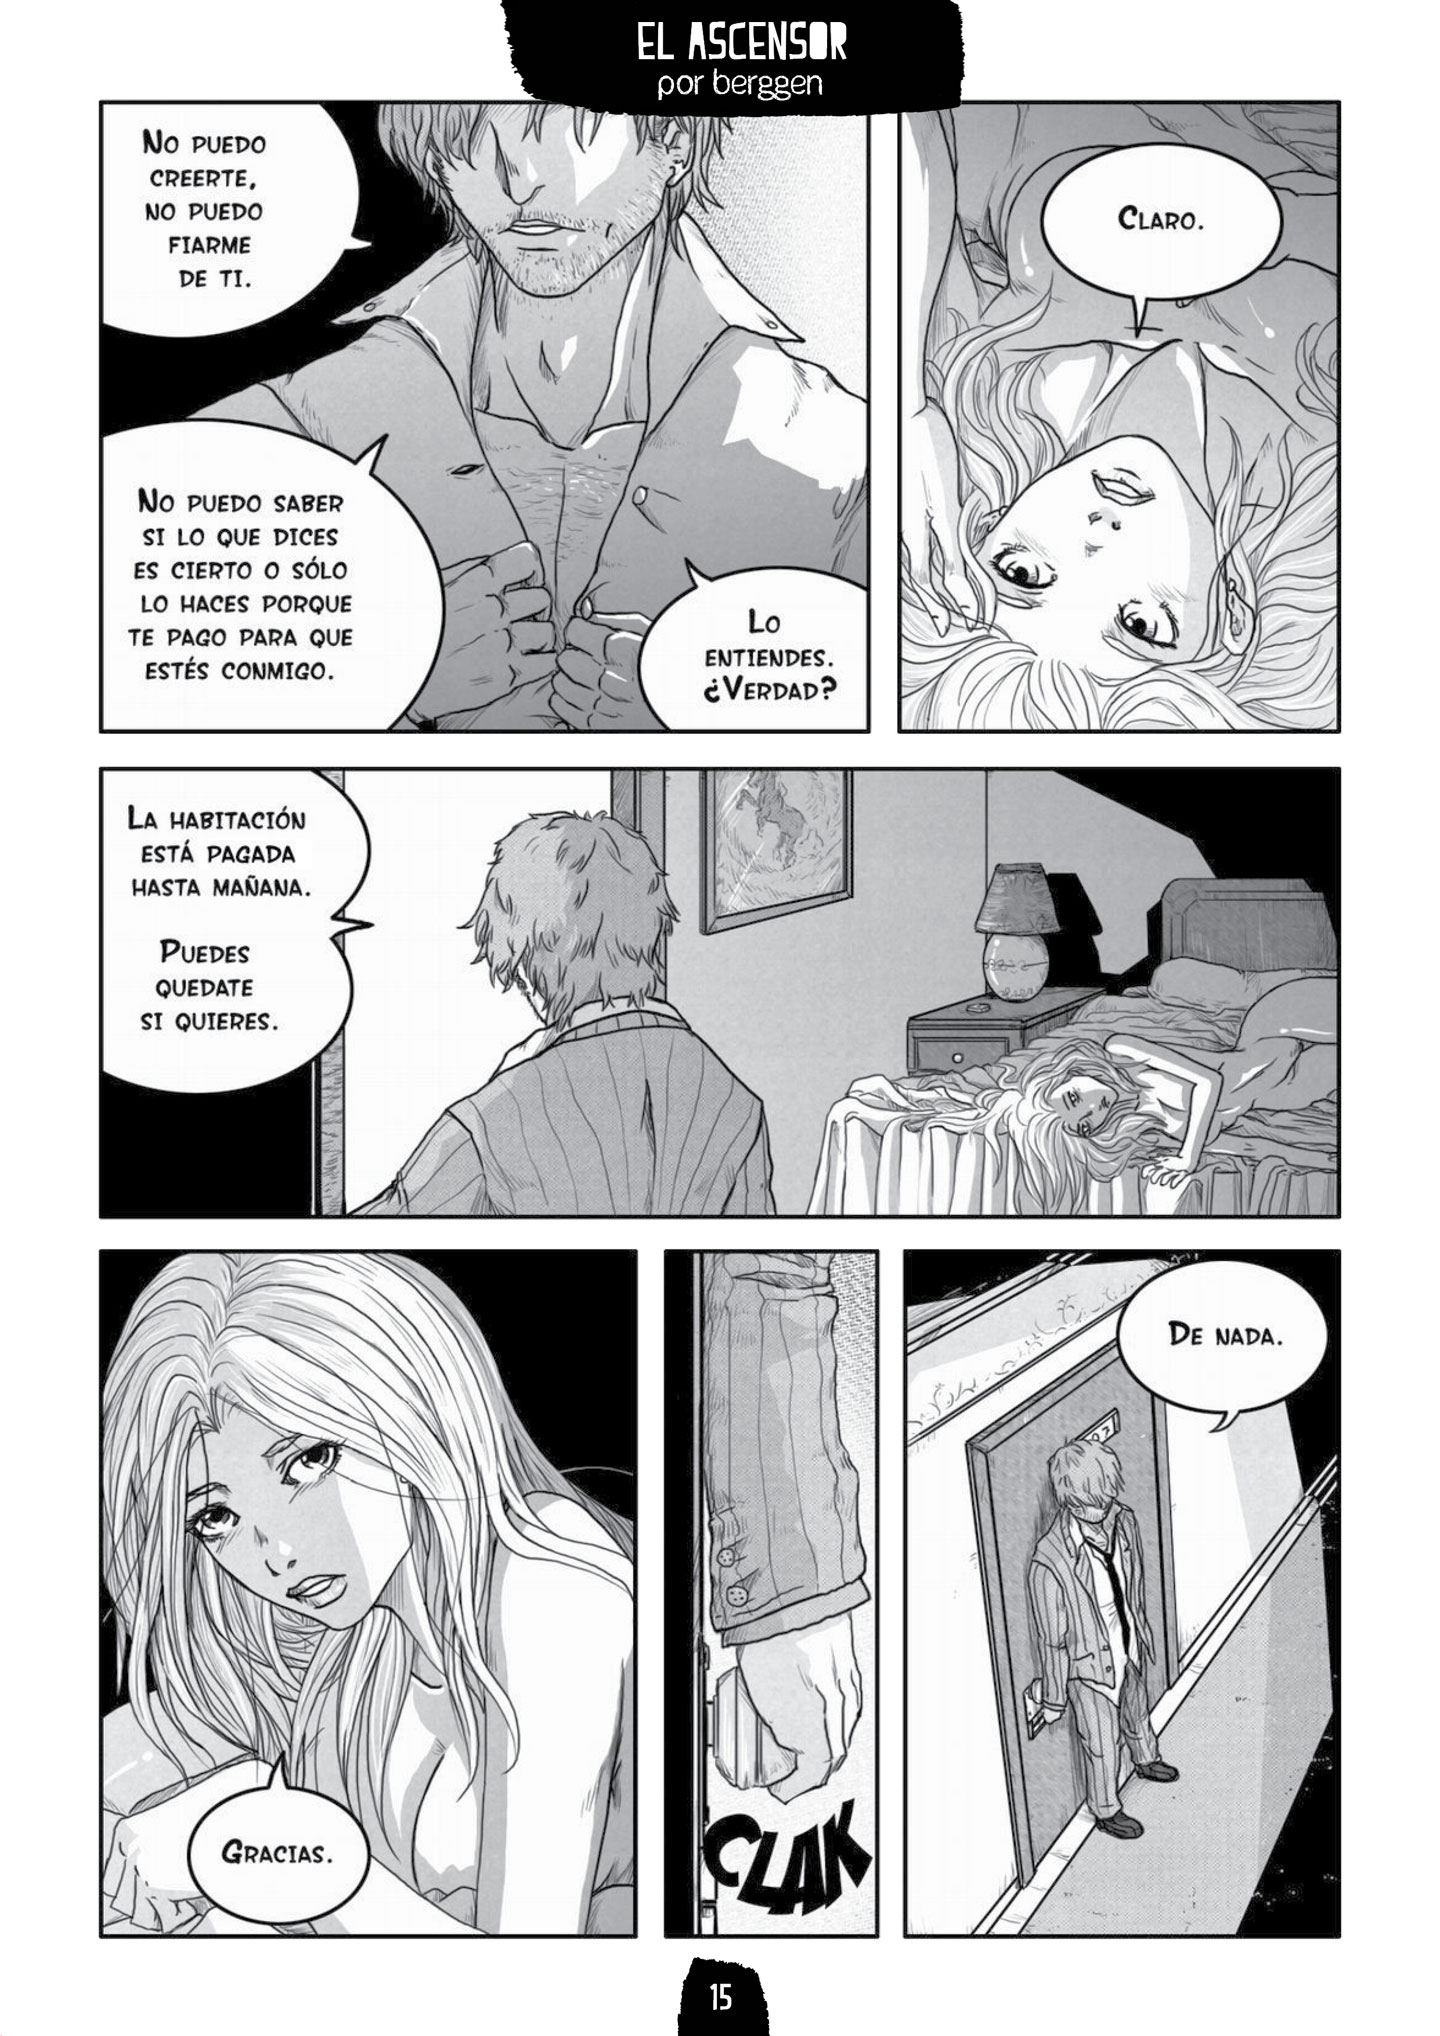 EL ASCENSOR
por berggen
No puedo
creerte,
no puedo
fiarme
de ti.
No puedo saber
si lo que dices
es cierto o sólo
lo haces porque
te pago para que
estés conmigo.
Lo
entiendes.
¿Verdad?
Claro.
La habitación
está pagada
hasta mañana.
Puedes
quedate
si quieres.
Gracias.
CLAK
De nada.
15